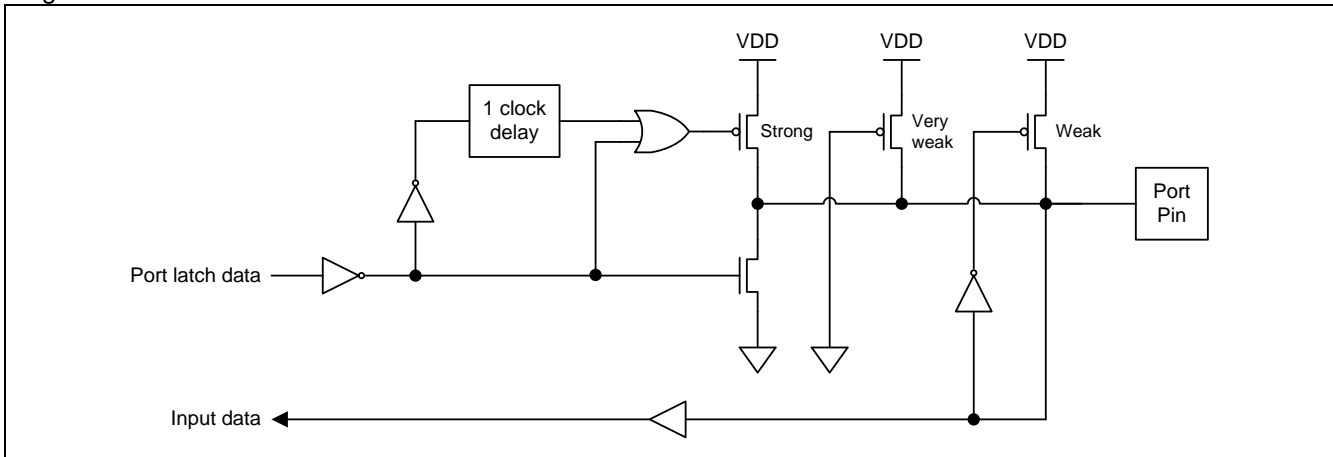 VDD
VDD
VDD
1 clock
delay
Strong
Very
weak
Weak
Port
Pin
Port latch data
Input data